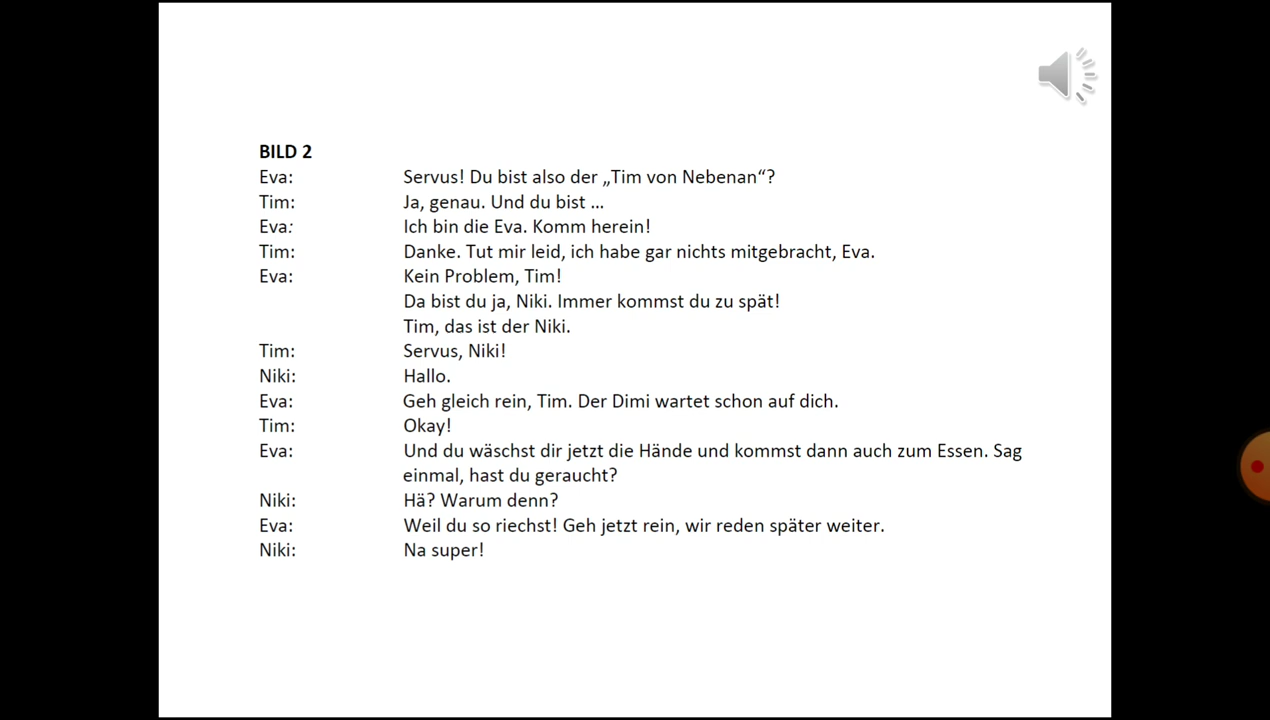 BILD 2
Eva: Servus! Du bist also der „Tim von Nebenan“?
Tim: Ja, genau. Und du bist ...
Eva: Ich bin die Eva. Komm herein!
Tim: Danke. Tut mir leid, ich habe gar nichts mitgebracht, Eva.
Eva: Kein Problem, Tim!
Da bist du ja, Niki. Immer kommst du zu spät!
Tim, das ist der Niki.
Tim: Servus, Niki!
Niki: Hallo.
Eva: Geh gleich rein, Tim. Der Dimi wartet schon auf dich.
Tim: Okay!
Eva: Und du wäschst dir jetzt die Hände und kommst dann auch zum Essen. Sag
einmal, hast du geraucht?
Niki: Hä? Warum denn?
Eva: Weil du so riechst! Geh jetzt rein, wir reden später weiter.
Niki: Na super!